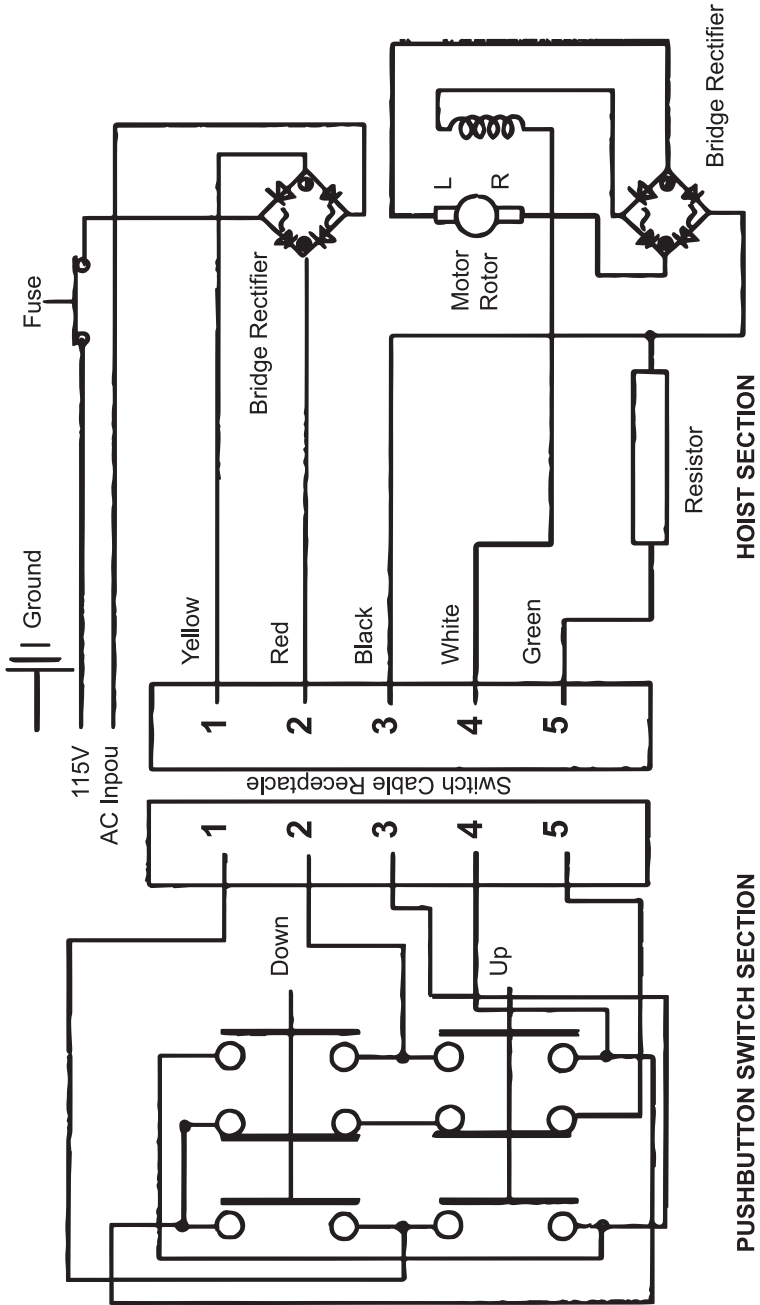 Ground
Fuse
115V
AC Inpou
Yellow
Red
Black
White
Green
1
2
3
4
5
Bridge Rectifier
L
R
Motor
Rotor
Bridge Rectifier
Resistor
HOIST SECTION
Switch Cable Receptacle
1
2
3
4
5
Down
Up
PUSHBUTTON SWITCH SECTION